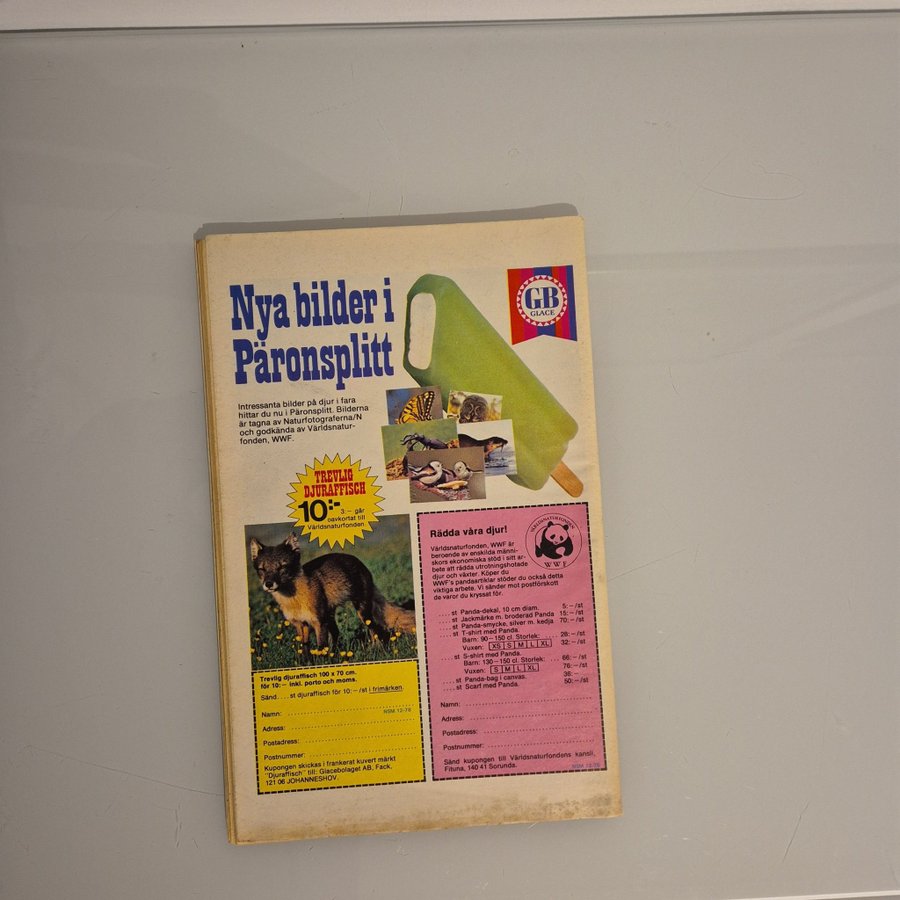 Nya bilder i
Päronsplitt
GB
GLACE
Intressanta bilder på djur i fara
hittar du nu i Päronsplitt. Bilderna
är tagna av Naturfotograferna/N
och godkända av Världsnatur-
fonden, WWF.
TREVLIG
DJURAFFISCH
10:-
3:– går
oavkortat till
Världsnaturfonden
Trevlig djuraffisch 100 x 70 cm.
för 10:– inkl. porto och moms.
Sänd....st djuraffisch för 10:–/st i frimärken.
NSM 12-78
Namn:
Adress:
Postadress:
Postnummer:
Kupongen skickas i frankerat kuvert märkt
"Djuraffisch" till: Glacebolaget AB, Fack,
121 06 JOHANNESHOV.
Rädda våra djur!
VÄRLDSNATURFONDEN
WWF
Världsnaturfonden, WWF är
beroende av enskilda männi-
skors ekonomiska stöd i sitt ar-
bete att rädda utrotningshotade
djur och växter. Köper du
WWF's pandaartiklar stöder du också detta
viktiga arbete. Vi sänder mot postförskott
de varor du kryssat för.
....st Panda-dekal, 10 cm diam. 5:–/st
....st Jackmärke m. broderad Panda 15:–/st
....st Panda-smycke, silver m. kedja 70:–/st
....st T-shirt med Panda.
Barn: 90–150 cl. Storlek: 28:–/st
Vuxen: XS S M L XL 32:–/st
....st S-shirt med Panda.
Barn: 130–150 cl. Storlek: 66:–/st
Vuxen: S M L XL 76:–/st
....st Panda-bag i canvas. 36:–/st
....st Scarf med Panda. 50:–/st
Namn:
Adress:
Postadress:
Postnummer:
Sänd kupongen till Världsnaturfondens kansli,
Fituna, 140 41 Sorunda.
NSM 12-78